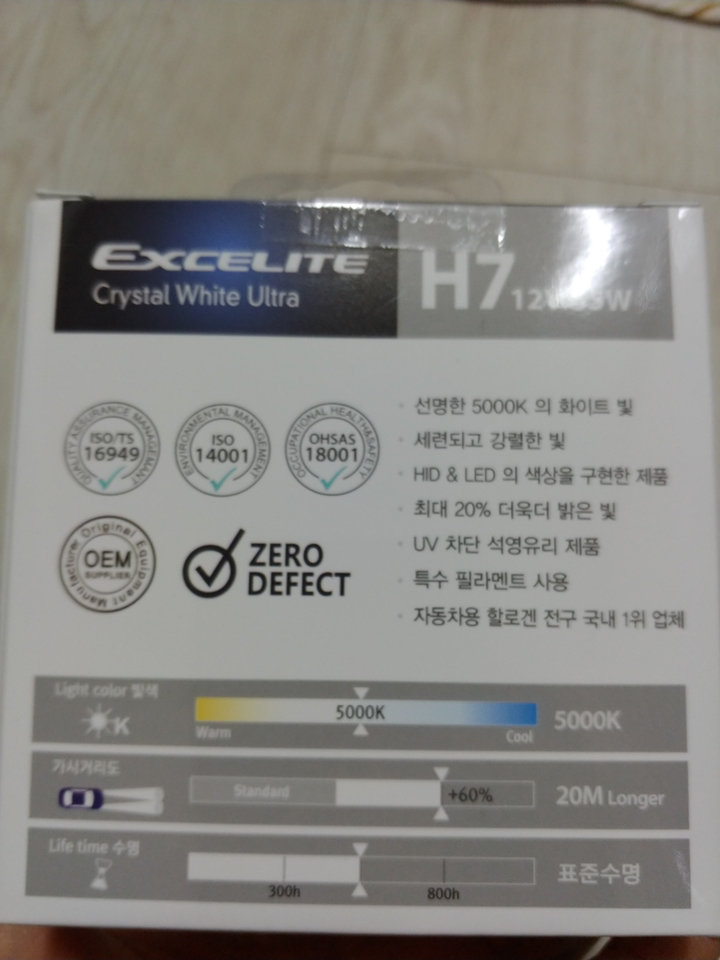 EXCELITE
Crystal White Ultra
H7
QUALITY ASSURANCE MANAGEMENT
ISO/TS
16949
ENVIRONMENTAL MANAGEMENT
ISO
14001
OCCUPATIONAL HEALTH&SAFETY
OHSAS
18001
Original Equipment Manufacturer
OEM
SUPPLIER
ZERO
DEFECT
· 선명한 5000K 의 화이트 빛
· 세련되고 강렬한 빛
· HID & LED 의 색상을 구현한 제품
· 최대 20% 더욱더 밝은 빛
· UV 차단 석영유리 제품
· 특수 필라멘트 사용
· 자동차용 할로겐 전구 국내 1위 업체
Light color 빛색
K
5000K
Warm
Cool
5000K
가시거리도
Standard
+60%
20M Longer
Life time 수명
300h
800h
표준수명